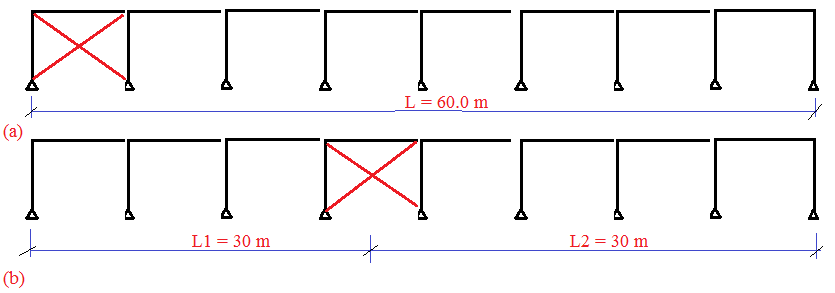 L = 60.0 m
(a)
L1 = 30 m
L2 = 30 m
(b)